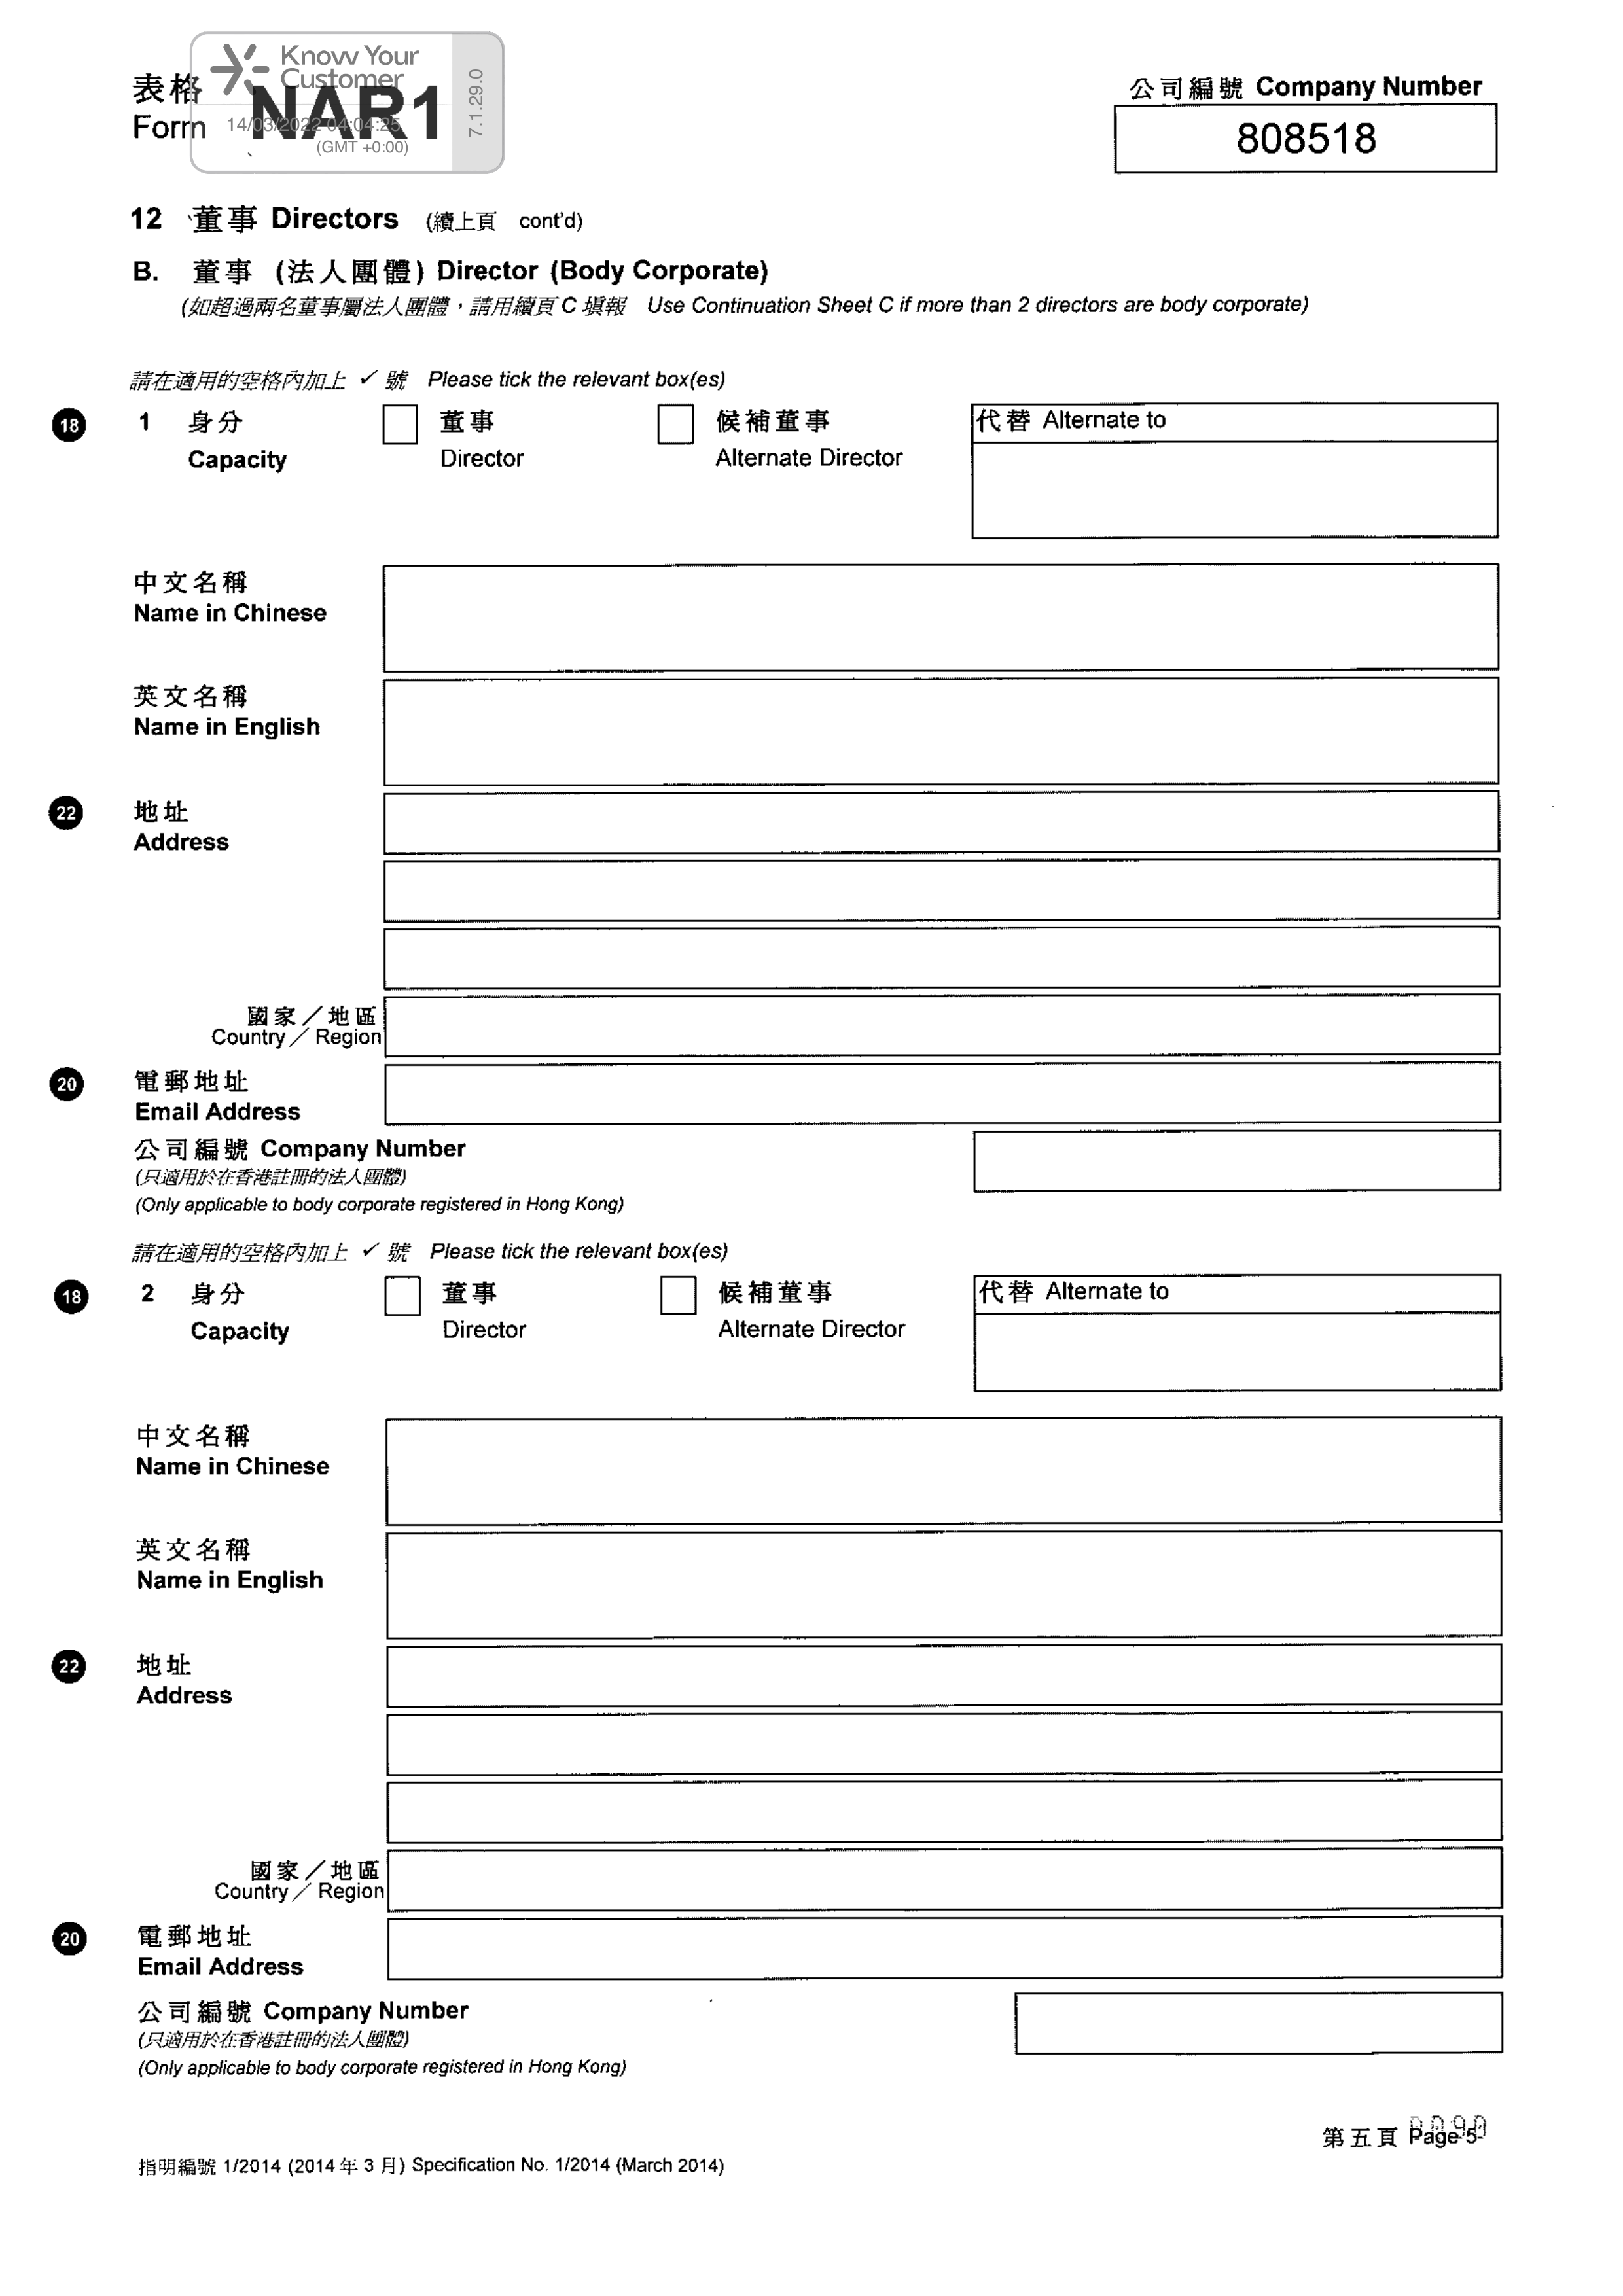 Know Your
Customer
14/03/2022 04:04:25
(GMT +0:00)
7.1.29.0
表格
Form NAR1
公司編號 Company Number
808518
12 董事 Directors (續上頁 cont'd)
B. 董事 (法人團體) Director (Body Corporate)
(如超過兩名董事屬法人團體，請用續頁 C 填報 Use Continuation Sheet C if more than 2 directors are body corporate)
請在適用的空格內加上 ✓ 號 Please tick the relevant box(es)
18 1 身分 董事 候補董事 代替 Alternate to
Capacity Director Alternate Director
中文名稱
Name in Chinese
英文名稱
Name in English
22 地址
Address
國家／地區
Country／Region
20 電郵地址
Email Address
公司編號 Company Number
(只適用於在香港註冊的法人團體)
(Only applicable to body corporate registered in Hong Kong)
請在適用的空格內加上 ✓ 號 Please tick the relevant box(es)
18 2 身分 董事 候補董事 代替 Alternate to
Capacity Director Alternate Director
中文名稱
Name in Chinese
英文名稱
Name in English
22 地址
Address
國家／地區
Country／Region
20 電郵地址
Email Address
公司編號 Company Number
(只適用於在香港註冊的法人團體)
(Only applicable to body corporate registered in Hong Kong)
第五頁 Page 5
指明編號 1/2014 (2014 年 3 月) Specification No. 1/2014 (March 2014)